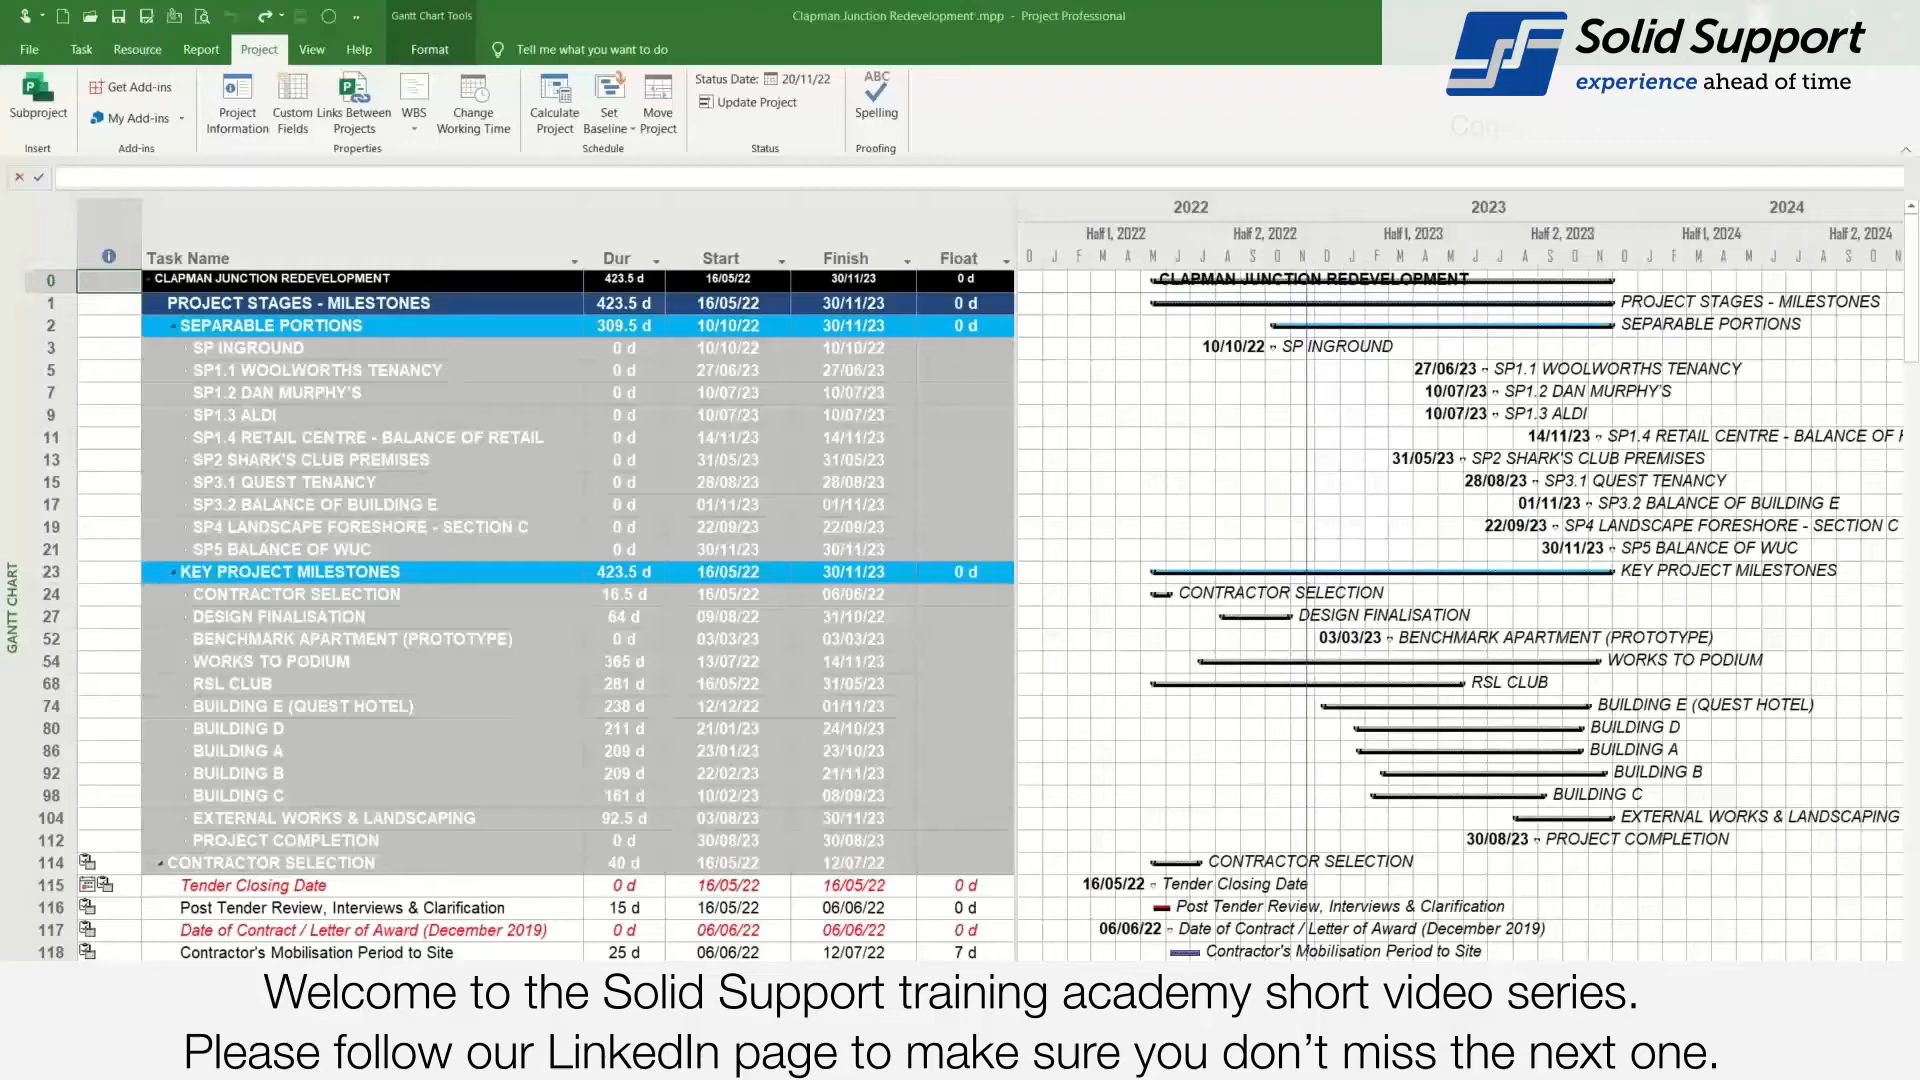 Gantt Chart Tools
Clapman Junction Redevelopment .mpp - Project Professional
Solid Support
experience ahead of time
File Task Resource Report Project View Help Format Tell me what you want to do
Subproject
Get Add-ins
My Add-ins
Project Information
Custom Fields
Links Between Projects
WBS
Change Working Time
Calculate Project
Set Baseline
Move Project
Status Date: 20/11/22
Update Project
ABC
Spelling
Insert Add-ins Properties Schedule Status Proofing
2022 2023 2024
Half 1, 2022 Half 2, 2022 Half 1, 2023 Half 2, 2023 Half 1, 2024 Half 2, 2024
Task Name Dur Start Finish Float
O J F M A M J J A S O N D J F M A M J J A S O N D J F M A M J J A S O N
0 CLAPMAN JUNCTION REDEVELOPMENT 423.5 d 16/05/22 30/11/23 0 d CLAPMAN JUNCTION REDEVELOPMENT
1 PROJECT STAGES - MILESTONES 423.5 d 16/05/22 30/11/23 0 d PROJECT STAGES - MILESTONES
2 SEPARABLE PORTIONS 309.5 d 10/10/22 30/11/23 0 d SEPARABLE PORTIONS
3 SP INGROUND 0 d 10/10/22 10/10/22 10/10/22 SP INGROUND
5 SP1.1 WOOLWORTHS TENANCY 0 d 27/06/23 27/06/23 27/06/23 SP1.1 WOOLWORTHS TENANCY
7 SP1.2 DAN MURPHY'S 0 d 10/07/23 10/07/23 10/07/23 SP1.2 DAN MURPHY'S
9 SP1.3 ALDI 0 d 10/07/23 10/07/23 10/07/23 SP1.3 ALDI
11 SP1.4 RETAIL CENTRE - BALANCE OF RETAIL 0 d 14/11/23 14/11/23 14/11/23 SP1.4 RETAIL CENTRE - BALANCE OF
13 SP2 SHARK'S CLUB PREMISES 0 d 31/05/23 31/05/23 31/05/23 SP2 SHARK'S CLUB PREMISES
15 SP3.1 QUEST TENANCY 0 d 28/08/23 28/08/23 28/08/23 SP3.1 QUEST TENANCY
17 SP3.2 BALANCE OF BUILDING E 0 d 01/11/23 01/11/23 01/11/23 SP3.2 BALANCE OF BUILDING E
19 SP4 LANDSCAPE FORESHORE - SECTION C 0 d 22/09/23 22/09/23 22/09/23 SP4 LANDSCAPE FORESHORE - SECTION C
21 SP5 BALANCE OF WUC 0 d 30/11/23 30/11/23 30/11/23 SP5 BALANCE OF WUC
23 KEY PROJECT MILESTONES 423.5 d 16/05/22 30/11/23 0 d KEY PROJECT MILESTONES
24 CONTRACTOR SELECTION 16.5 d 16/05/22 06/06/22 CONTRACTOR SELECTION
27 DESIGN FINALISATION 64 d 09/08/22 31/10/22 DESIGN FINALISATION
52 BENCHMARK APARTMENT (PROTOTYPE) 0 d 03/03/23 03/03/23 03/03/23 BENCHMARK APARTMENT (PROTOTYPE)
54 WORKS TO PODIUM 365 d 13/07/22 14/11/23 WORKS TO PODIUM
68 RSL CLUB 281 d 16/05/22 31/05/23 RSL CLUB
74 BUILDING E (QUEST HOTEL) 238 d 12/12/22 01/11/23 BUILDING E (QUEST HOTEL)
80 BUILDING D 211 d 21/01/23 24/10/23 BUILDING D
86 BUILDING A 209 d 23/01/23 23/10/23 BUILDING A
92 BUILDING B 209 d 22/02/23 21/11/23 BUILDING B
98 BUILDING C 161 d 10/02/23 08/09/23 BUILDING C
104 EXTERNAL WORKS & LANDSCAPING 92.5 d 03/08/23 30/11/23 EXTERNAL WORKS & LANDSCAPING
112 PROJECT COMPLETION 0 d 30/08/23 30/08/23 30/08/23 PROJECT COMPLETION
114 CONTRACTOR SELECTION 40 d 16/05/22 12/07/22 CONTRACTOR SELECTION
115 Tender Closing Date 0 d 16/05/22 16/05/22 0 d 16/05/22 Tender Closing Date
116 Post Tender Review, Interviews & Clarification 15 d 16/05/22 06/06/22 0 d Post Tender Review, Interviews & Clarification
117 Date of Contract / Letter of Award (December 2019) 0 d 06/06/22 06/06/22 0 d 06/06/22 Date of Contract / Letter of Award (December 2019)
118 Contractor's Mobilisation Period to Site 25 d 06/06/22 12/07/22 7 d Contractor's Mobilisation Period to Site
GANTT CHART
Welcome to the Solid Support training academy short video series.
Please follow our LinkedIn page to make sure you don't miss the next one.